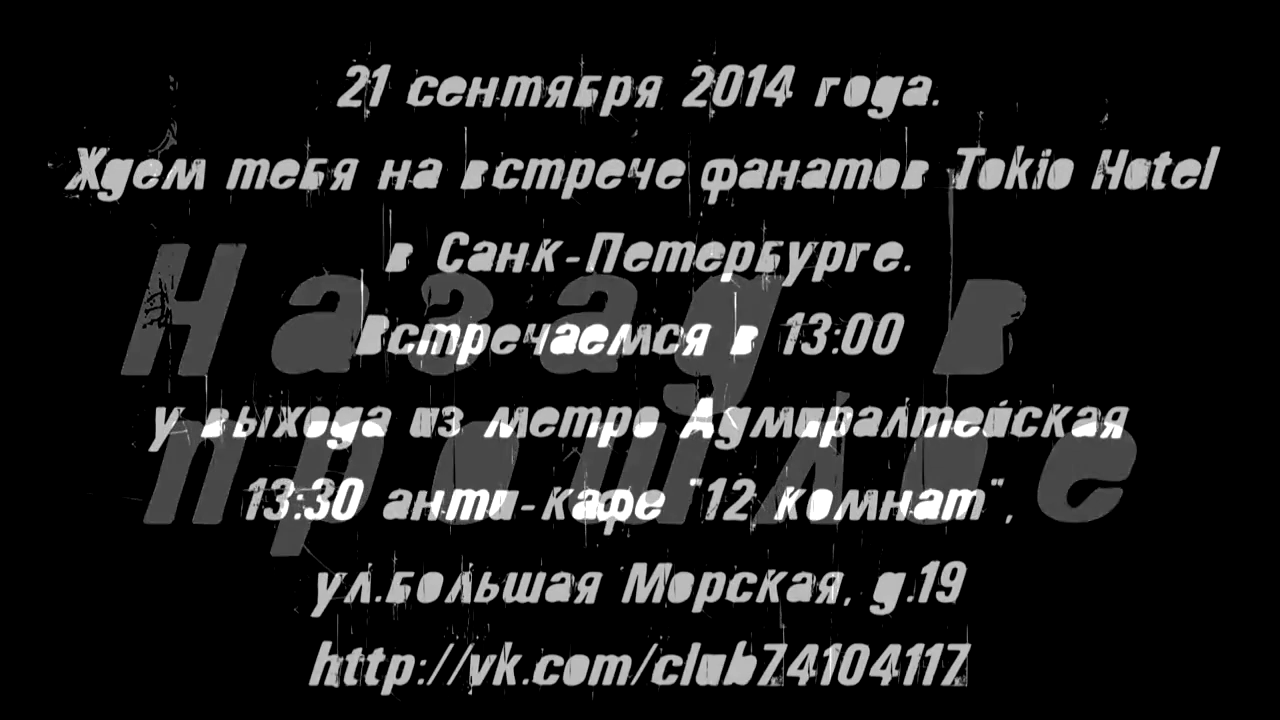 21 сентября 2014 года.
Ждем тебя на встрече фанатов Tokio Hotel
в Санк-Петербурге.
Встречаемся в 13:00
у выхода из метро Адмиралтейская
13:30 анти-кафе "12 комнат",
ул.большая Морская, д.19
http://vk.com/club74104117
Назад в
прошлое